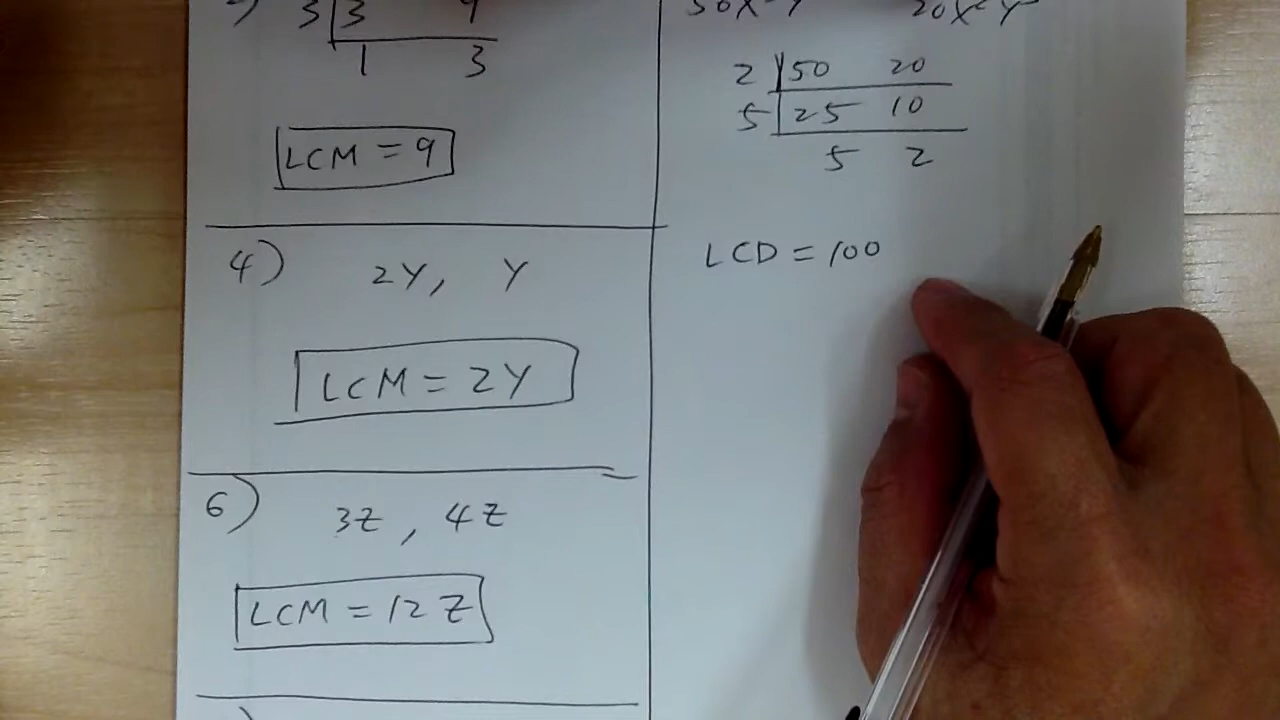 3 3 9
1 3
LCM = 9
4) 2Y, Y
LCM = 2Y
6) 3Z, 4Z
LCM = 12Z
2 50 20
5 25 10
5 2
LCD = 100